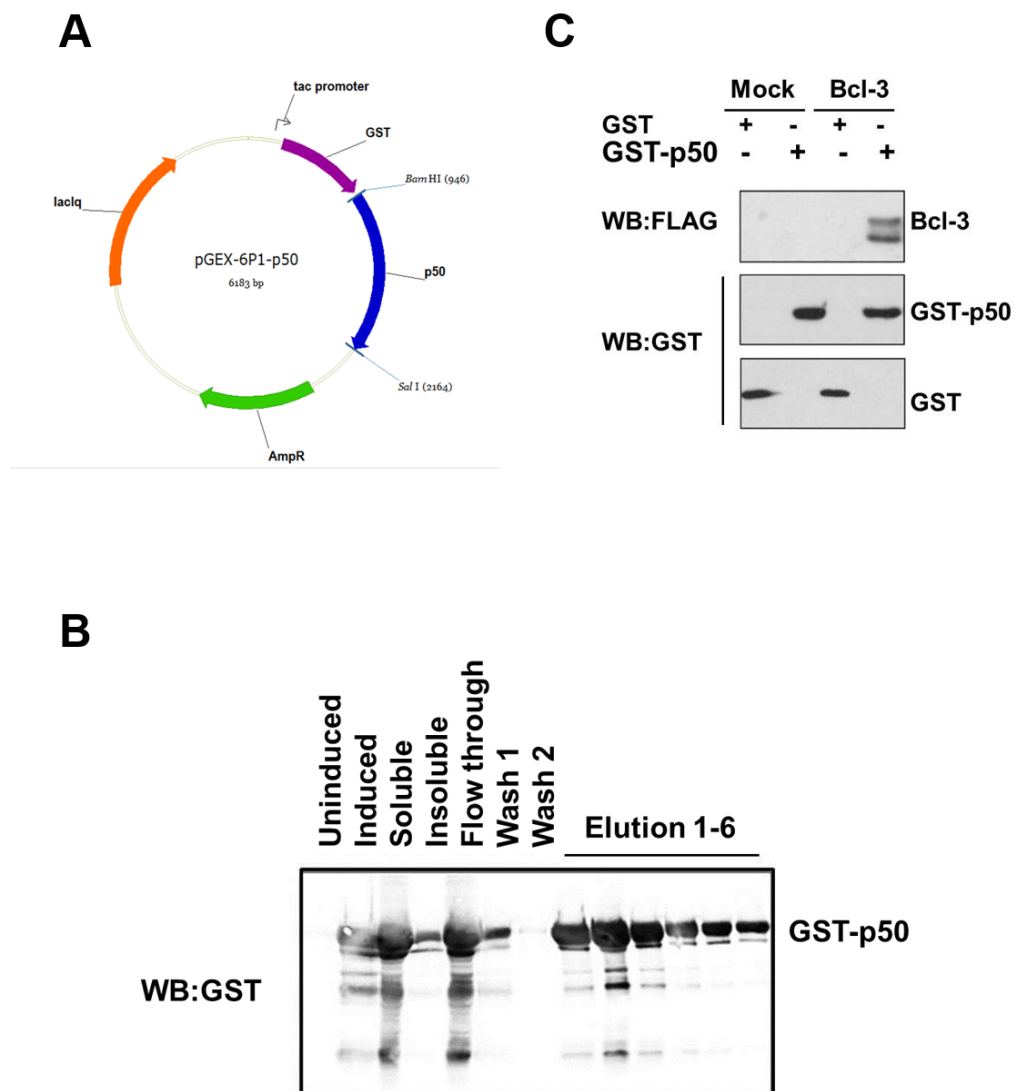 A
tac promoter
GST
BamHI (946)
lacIq
pGEX-6P1-p50
6183 bp
p50
Sal I (2164)
AmpR
C
Mock Bcl-3
GST + - + -
GST-p50 - + - +
WB:FLAG Bcl-3
GST-p50
WB:GST
GST
B
Uninduced
Induced
Soluble
Insoluble
Flow through
Wash 1
Wash 2
Elution 1-6
GST-p50
WB:GST